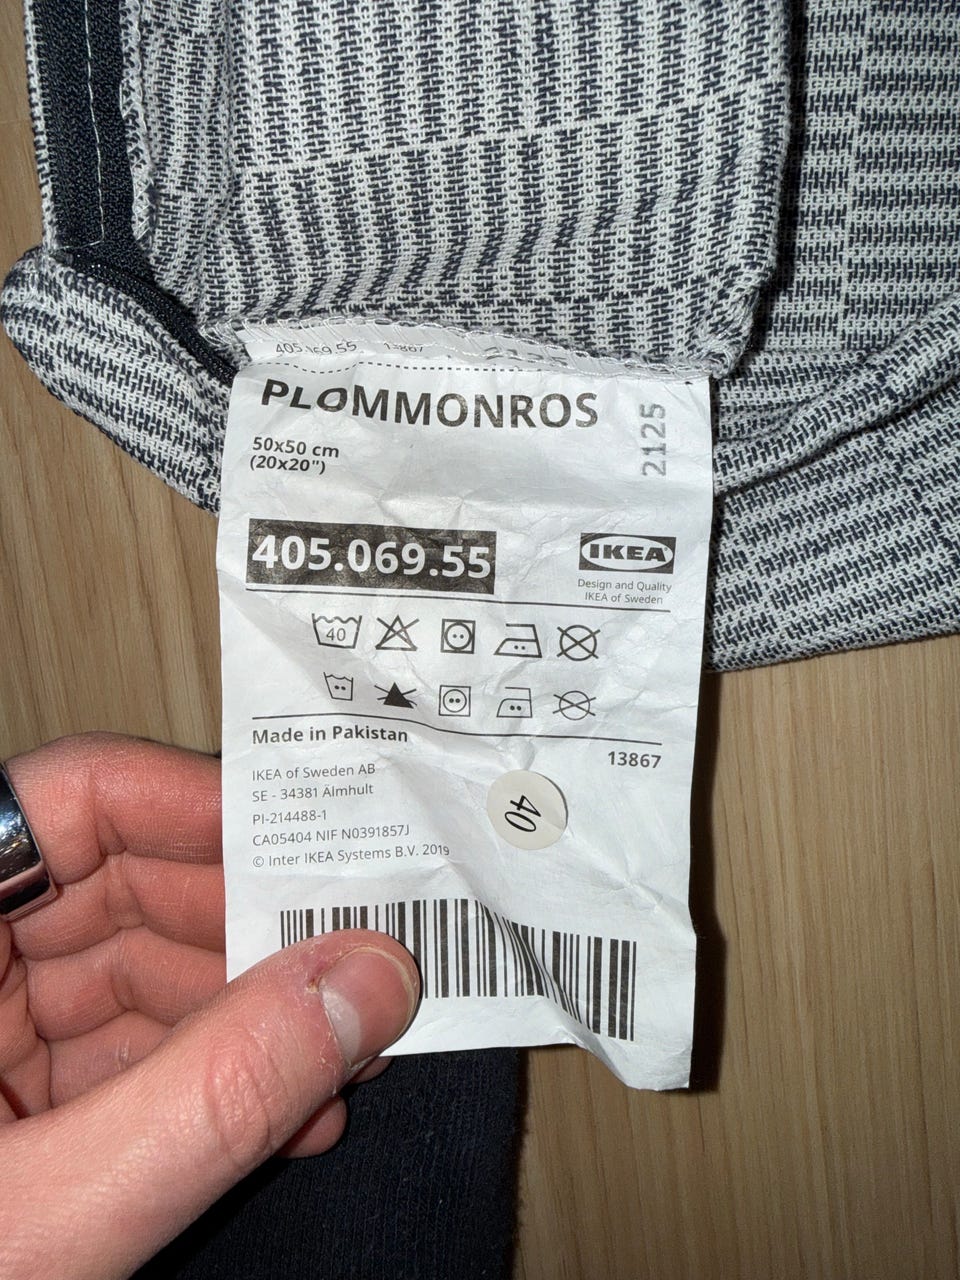 405.069.55 13867 2125
PLOMMONROS
2125
50x50 cm
(20x20")
405.069.55
IKEA
Design and Quality
IKEA of Sweden
40
Made in Pakistan
13867
IKEA of Sweden AB
SE - 34381 Älmhult
PI-214488-1
CA05404 NIF N0391857J
© Inter IKEA Systems B.V. 2019
40